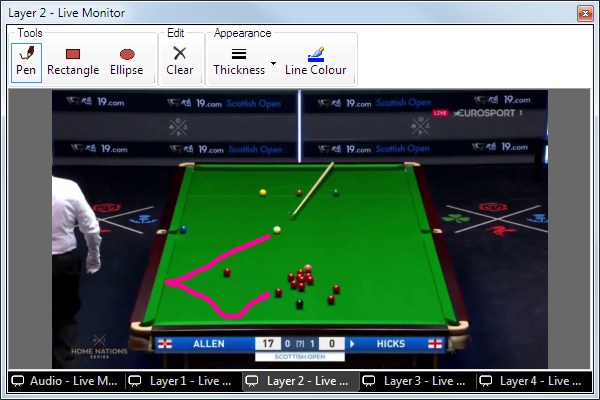 Layer 2 - Live Monitor
Tools
Edit
Appearance
Pen
Rectangle
Ellipse
Clear
Thickness
Line Colour
19.com Scottish Open
19.com Scottish Open
LIVE EUROSPORT 1
19.com Scottish Open
19.com
HOME NATIONS
SERIES
ALLEN 17 0 [7] 1 0 HICKS
SCOTTISH OPEN
Audio - Live M...
Layer 1 - Live ...
Layer 2 - Live ...
Layer 3 - Live ...
Layer 4 - Live ...